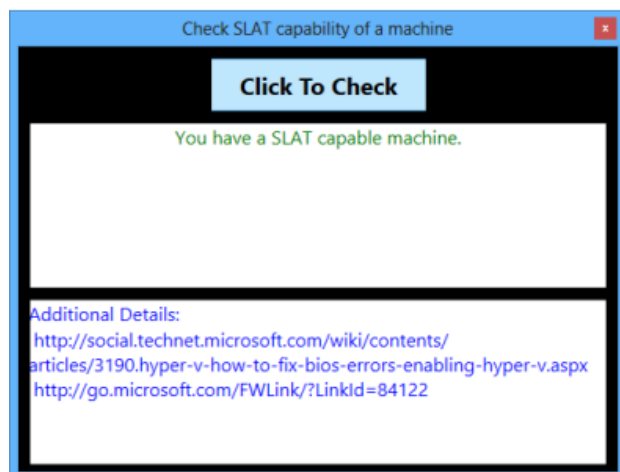 Check SLAT capability of a machine
x
Click To Check
You have a SLAT capable machine.
Additional Details:
http://social.technet.microsoft.com/wiki/contents/
articles/3190.hyper-v-how-to-fix-bios-errors-enabling-hyper-v.aspx
http://go.microsoft.com/FWLink/?LinkId=84122